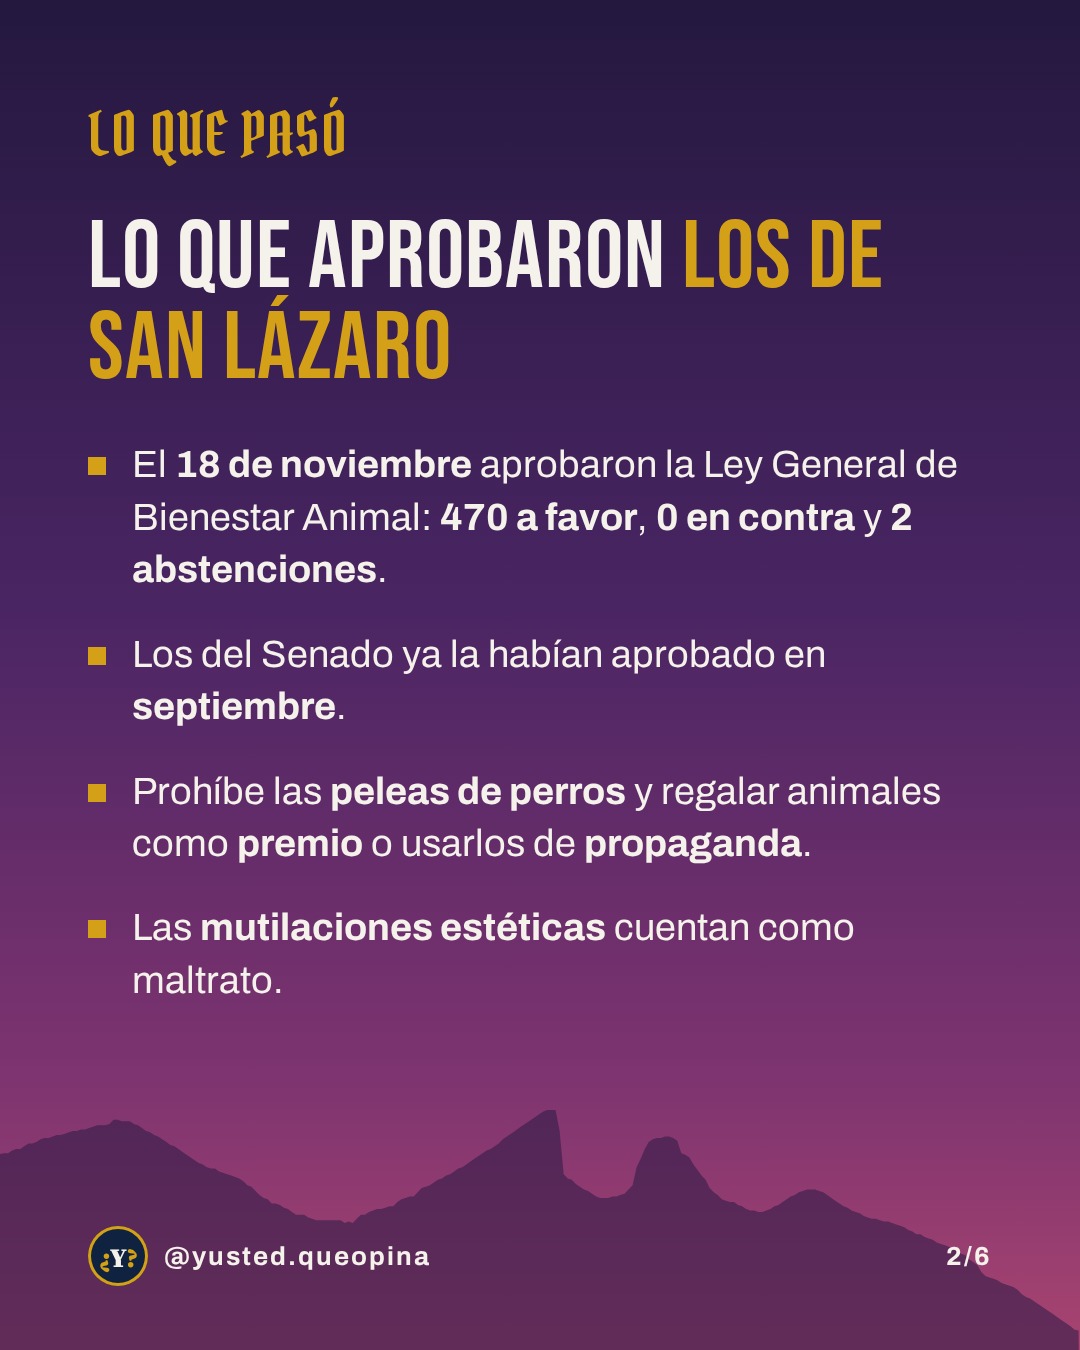 LO QUE PASÓ
LO QUE APROBARON LOS DE
SAN LÁZARO
El 18 de noviembre aprobaron la Ley General de
Bienestar Animal: 470 a favor, 0 en contra y 2
abstenciones.
Los del Senado ya la habían aprobado en
septiembre.
Prohíbe las peleas de perros y regalar animales
como premio o usarlos de propaganda.
Las mutilaciones estéticas cuentan como
maltrato.
¿Y? @yusted.queopina 2/6